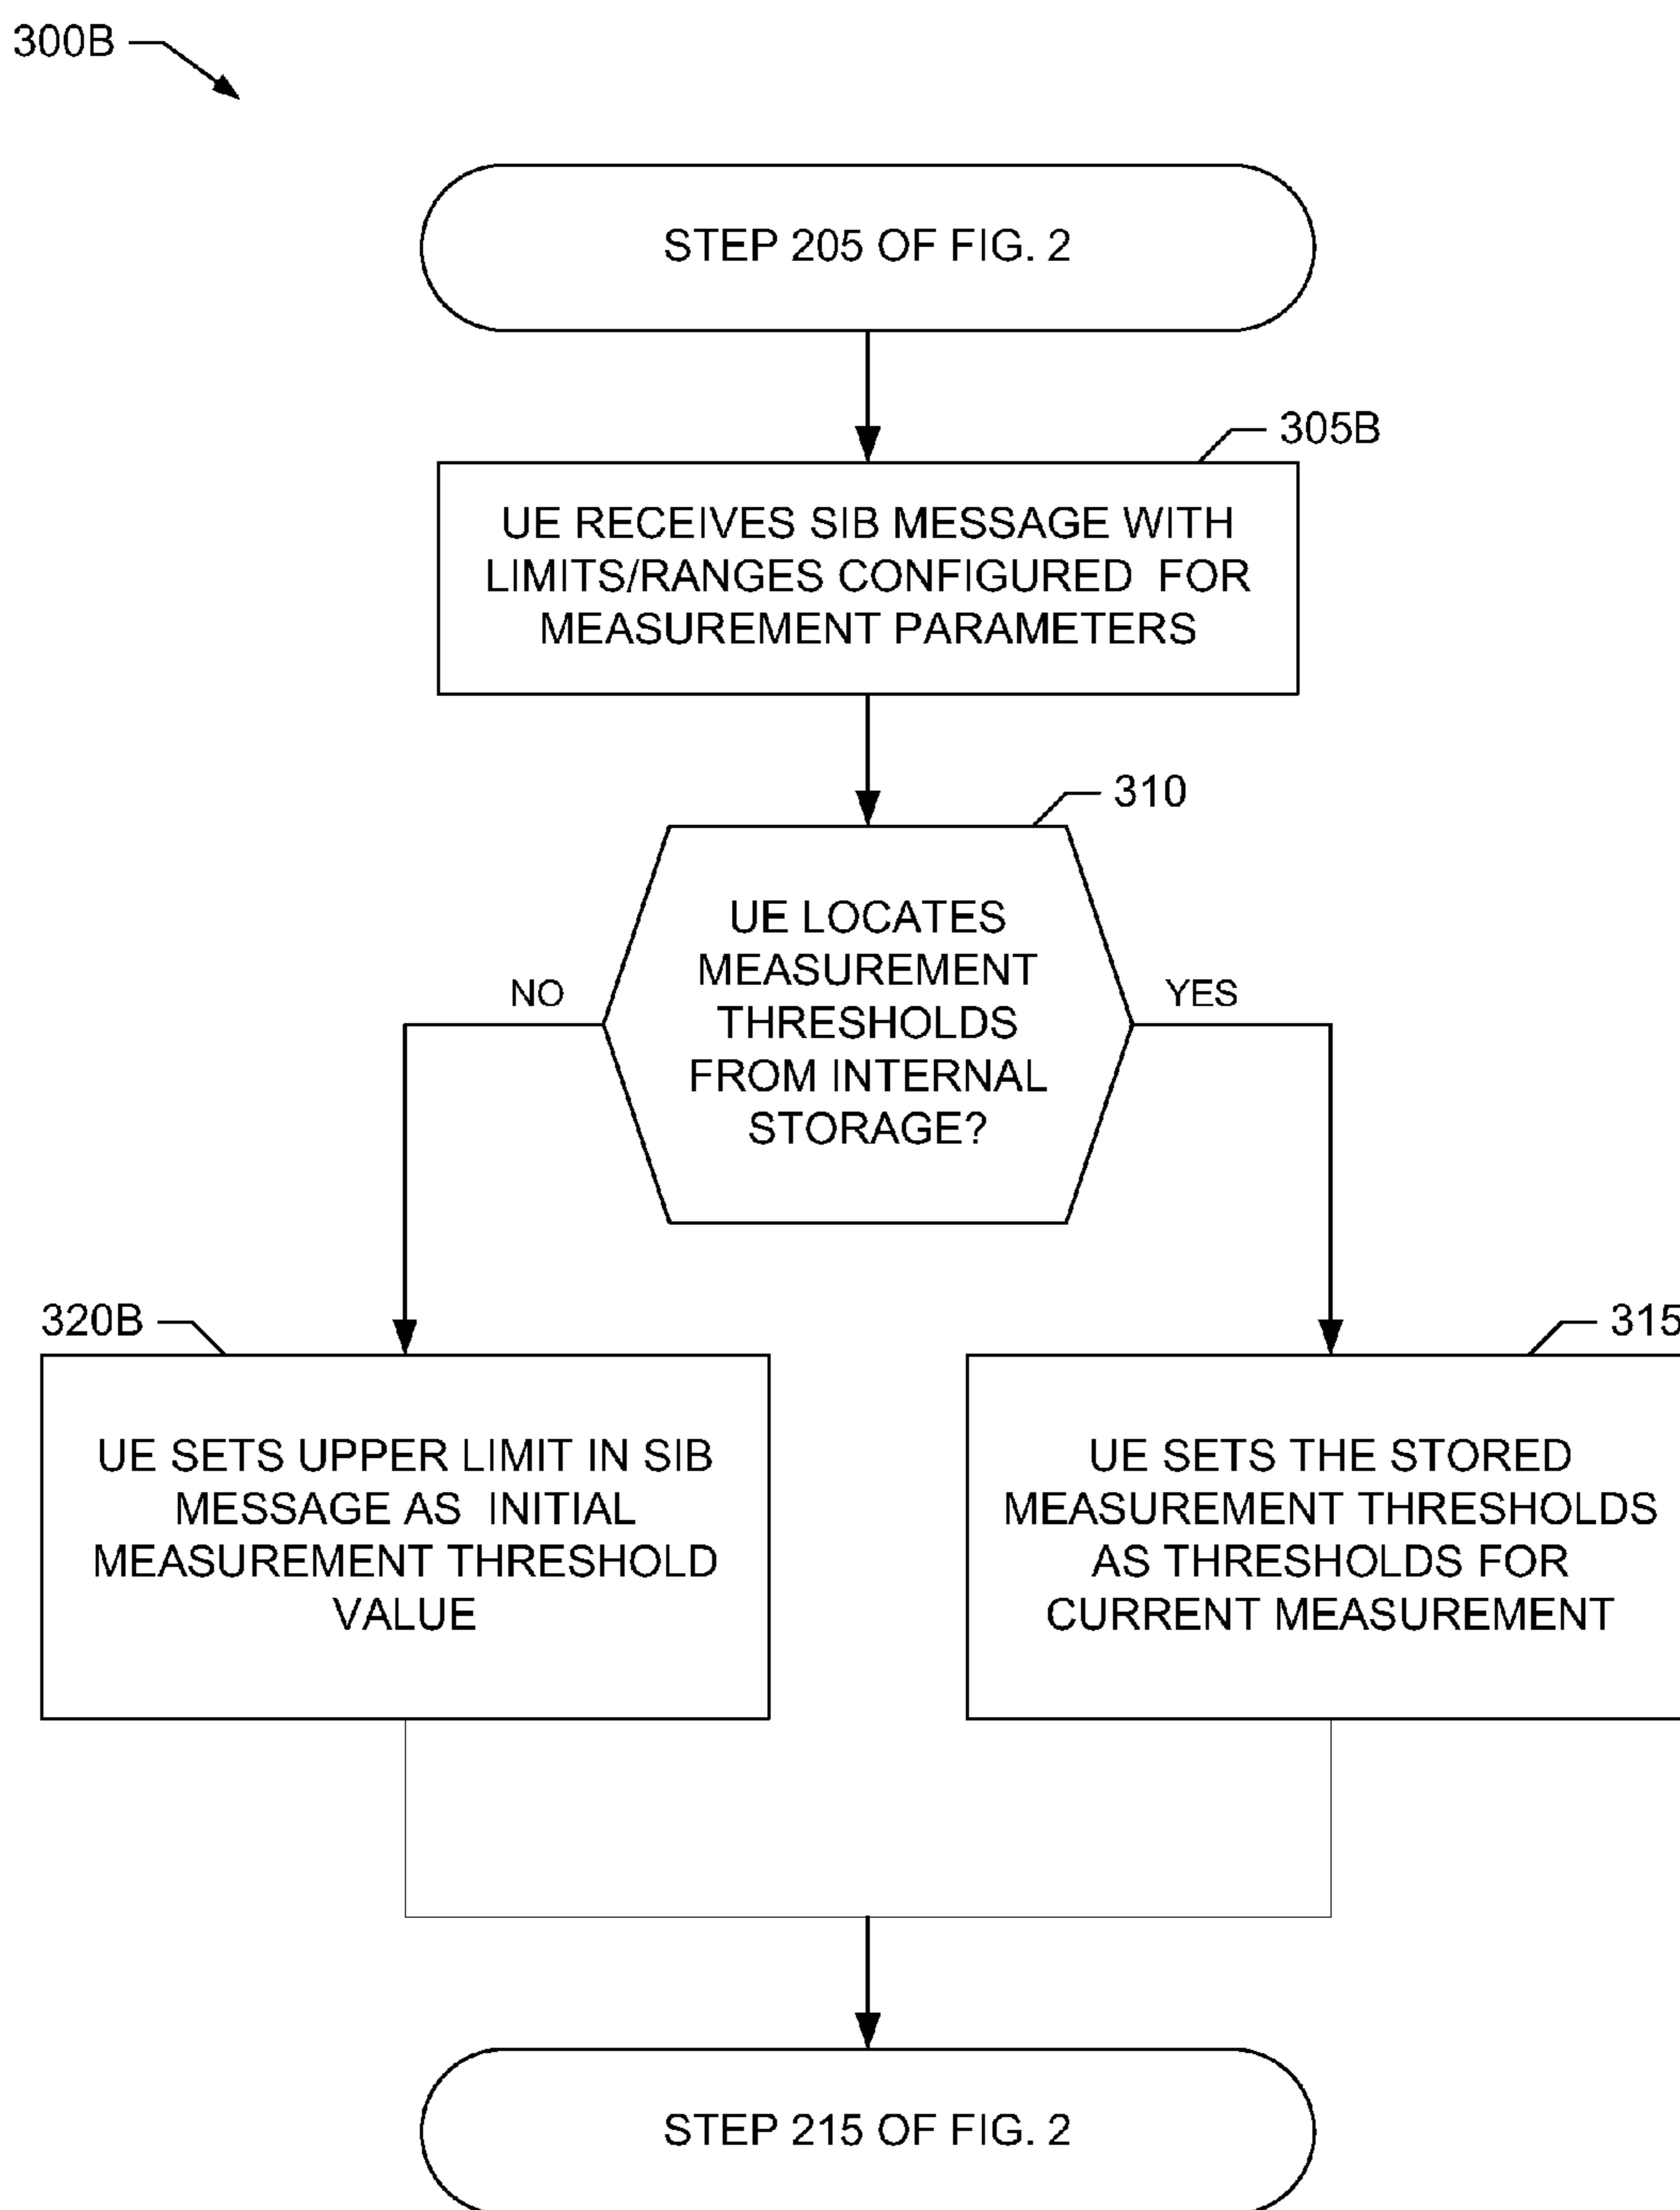 300B
STEP 205 OF FIG. 2
305B
UE RECEIVES SIB MESSAGE WITH
LIMITS/RANGES CONFIGURED FOR
MEASUREMENT PARAMETERS
310
UE LOCATES
MEASUREMENT
THRESHOLDS
FROM INTERNAL
STORAGE?
NO
YES
320B
UE SETS UPPER LIMIT IN SIB
MESSAGE AS INITIAL
MEASUREMENT THRESHOLD
VALUE
315
UE SETS THE STORED
MEASUREMENT THRESHOLDS
AS THRESHOLDS FOR
CURRENT MEASUREMENT
STEP 215 OF FIG. 2